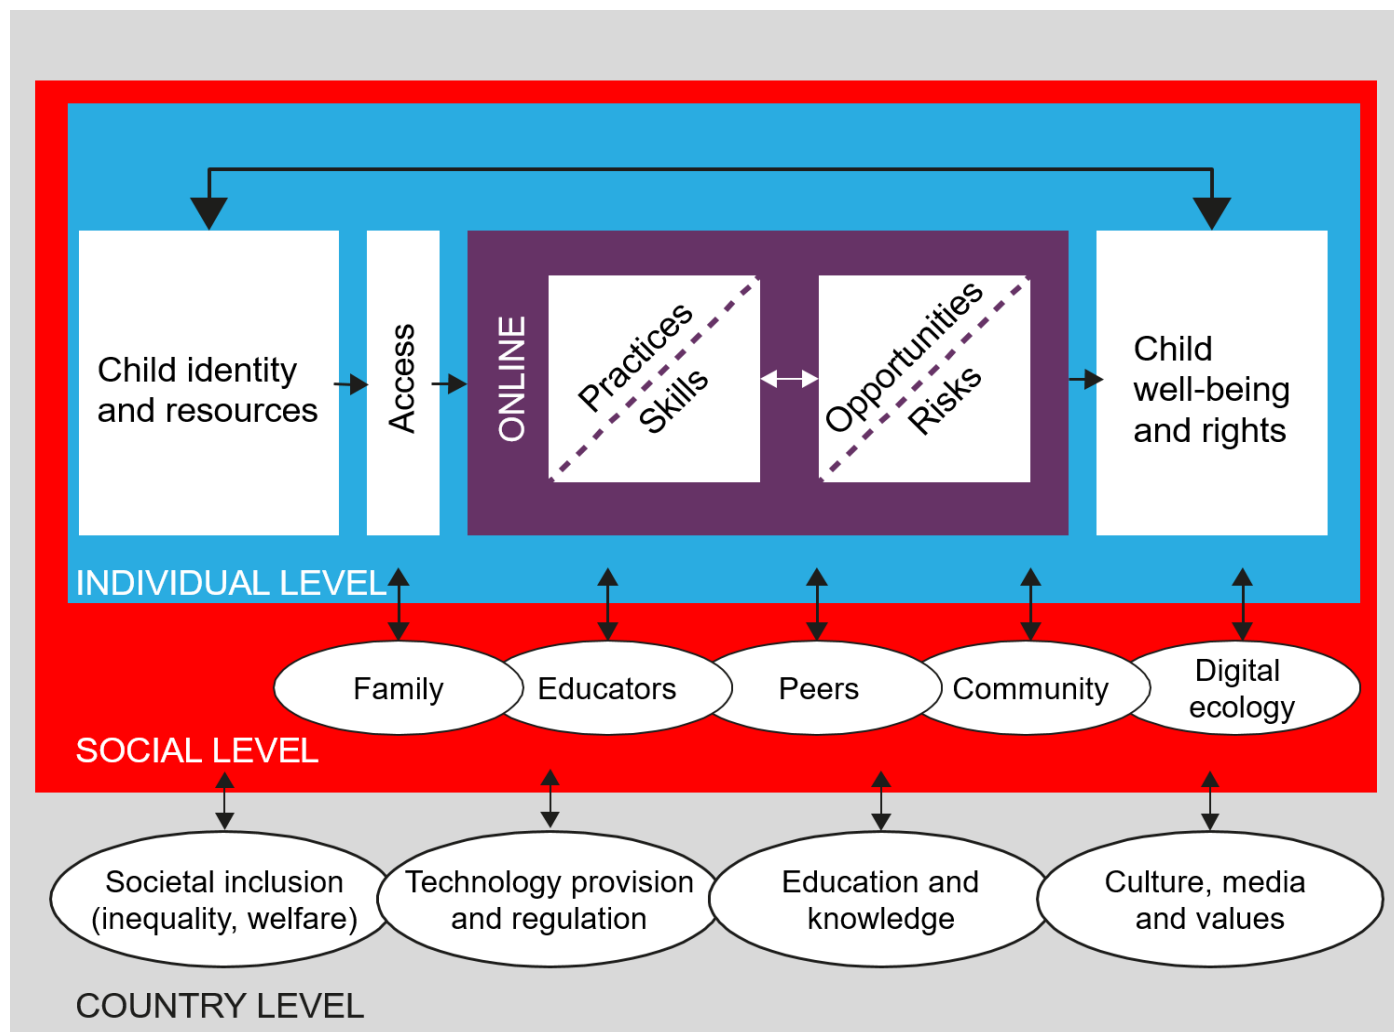 Child identity
and resources
Access
ONLINE
Practices
Skills
Opportunities
Risks
Child
well-being
and rights
INDIVIDUAL LEVEL
Family
Educators
Peers
Community
Digital
ecology
SOCIAL LEVEL
Societal inclusion
(inequality, welfare)
Technology provision
and regulation
Education and
knowledge
Culture, media
and values
COUNTRY LEVEL